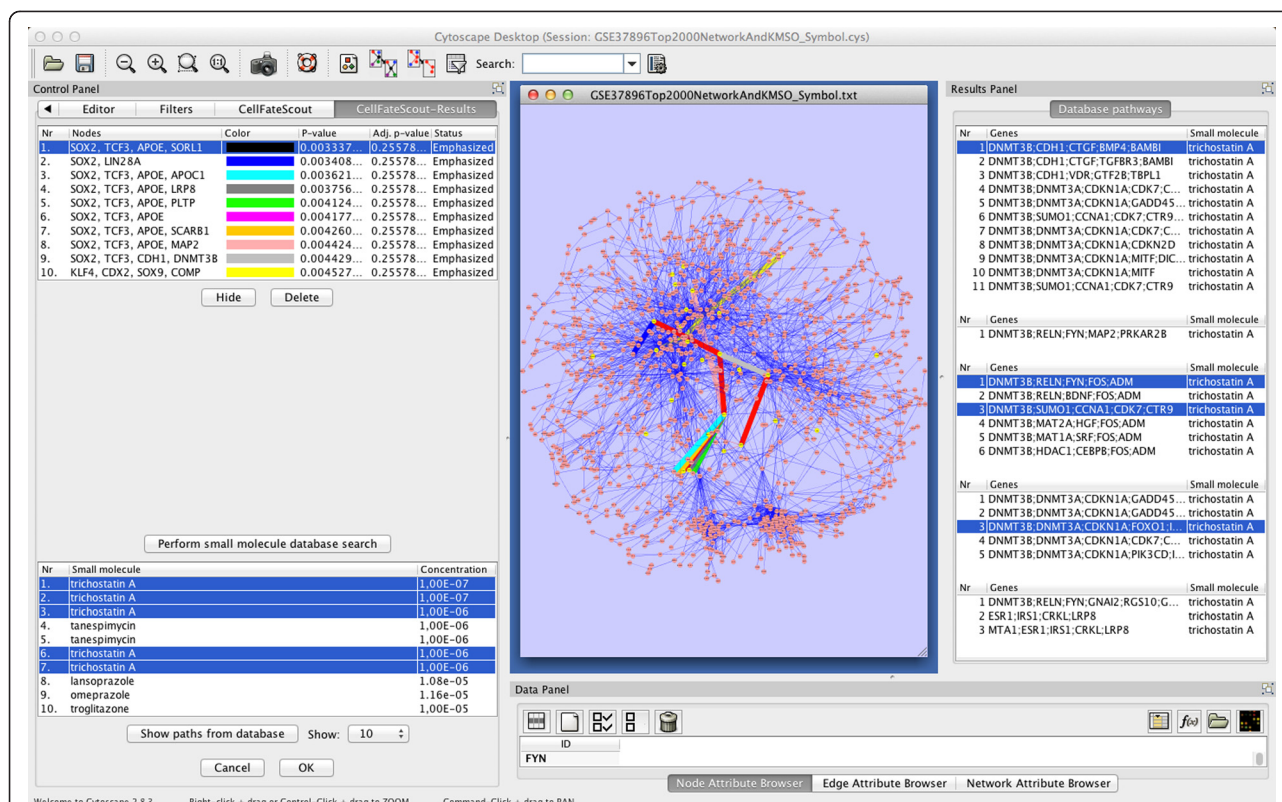 Cytoscape Desktop (Session: GSE37896Top2000NetworkAndKMSO_Symbol.cys)
Search:
Control Panel
Editor Filters CellFateScout CellFateScout-Results
Nr Nodes Color P-value Adj. p-value Status
1. SOX2, TCF3, APOE, SORL1 0.003337... 0.25578... Emphasized
2. SOX2, LIN28A 0.003408... 0.25578... Emphasized
3. SOX2, TCF3, APOE, APOC1 0.003621... 0.25578... Emphasized
4. SOX2, TCF3, APOE, LRP8 0.003756... 0.25578... Emphasized
5. SOX2, TCF3, APOE, PLTP 0.004124... 0.25578... Emphasized
6. SOX2, TCF3, APOE 0.004177... 0.25578... Emphasized
7. SOX2, TCF3, APOE, SCARB1 0.004260... 0.25578... Emphasized
8. SOX2, TCF3, APOE, MAP2 0.004424... 0.25578... Emphasized
9. SOX2, TCF3, CDH1, DNMT3B 0.004429... 0.25578... Emphasized
10. KLF4, CDX2, SOX9, COMP 0.004527... 0.25578... Emphasized
Hide Delete
Perform small molecule database search
Nr Small molecule Concentration
1. trichostatin A 1,00E-07
2. trichostatin A 1,00E-07
3. trichostatin A 1,00E-06
4. tanespimycin 1,00E-06
5. tanespimycin 1,00E-06
6. trichostatin A 1,00E-06
7. trichostatin A 1,00E-06
8. lansoprazole 1.08e-05
9. omeprazole 1.16e-05
10. troglitazone 1,00E-05
Show paths from database Show: 10
Cancel OK
GSE37896Top2000NetworkAndKMSO_Symbol.txt
Results Panel
Database pathways
Nr Genes Small molecule
1 DNMT3B;CDH1;CTGF;BMP4;BAMBI trichostatin A
2 DNMT3B;CDH1;CTGF;TGFBR3;BAMBI trichostatin A
3 DNMT3B;CDH1;VDR;GTF2B;TBPL1 trichostatin A
4 DNMT3B;DNMT3A;CDKN1A;CDK7;C... trichostatin A
5 DNMT3B;DNMT3A;CDKN1A;GADD45... trichostatin A
6 DNMT3B;SUMO1;CCNA1;CDK7;CTR9... trichostatin A
7 DNMT3B;DNMT3A;CDKN1A;CDK7;C... trichostatin A
8 DNMT3B;DNMT3A;CDKN1A;CDKN2D trichostatin A
9 DNMT3B;DNMT3A;CDKN1A;MITF;DIC... trichostatin A
10 DNMT3B;DNMT3A;CDKN1A;MITF trichostatin A
11 DNMT3B;SUMO1;CCNA1;CDK7;CTR9 trichostatin A
Nr Genes Small molecule
1 DNMT3B;RELN;FYN;MAP2;PRKAR2B trichostatin A
Nr Genes Small molecule
1 DNMT3B;RELN;FYN;FOS;ADM trichostatin A
2 DNMT3B;RELN;BDNF;FOS;ADM trichostatin A
3 DNMT3B;SUMO1;CCNA1;CDK7;CTR9 trichostatin A
4 DNMT3B;MAT2A;HGF;FOS;ADM trichostatin A
5 DNMT3B;MAT1A;SRF;FOS;ADM trichostatin A
6 DNMT3B;HDAC1;CEBPB;FOS;ADM trichostatin A
Nr Genes Small molecule
1 DNMT3B;DNMT3A;CDKN1A;GADD45... trichostatin A
2 DNMT3B;DNMT3A;CDKN1A;GADD45... trichostatin A
3 DNMT3B;DNMT3A;CDKN1A;FOXO1;I... trichostatin A
4 DNMT3B;DNMT3A;CDKN1A;CDK7;C... trichostatin A
5 DNMT3B;DNMT3A;CDKN1A;PIK3CD;I... trichostatin A
Nr Genes Small molecule
1 DNMT3B;RELN;FYN;GNAI2;RGS10;G... trichostatin A
2 ESR1;IRS1;CRKL;LRP8 trichostatin A
3 MTA1;ESR1;IRS1;CRKL;LRP8 trichostatin A
Data Panel
f(x)
ID
FYN
Node Attribute Browser Edge Attribute Browser Network Attribute Browser
Welcome to Cytoscape 2.8.3 Right-click + drag or Control-Click + drag to ZOOM Command-Click + drag to PAN